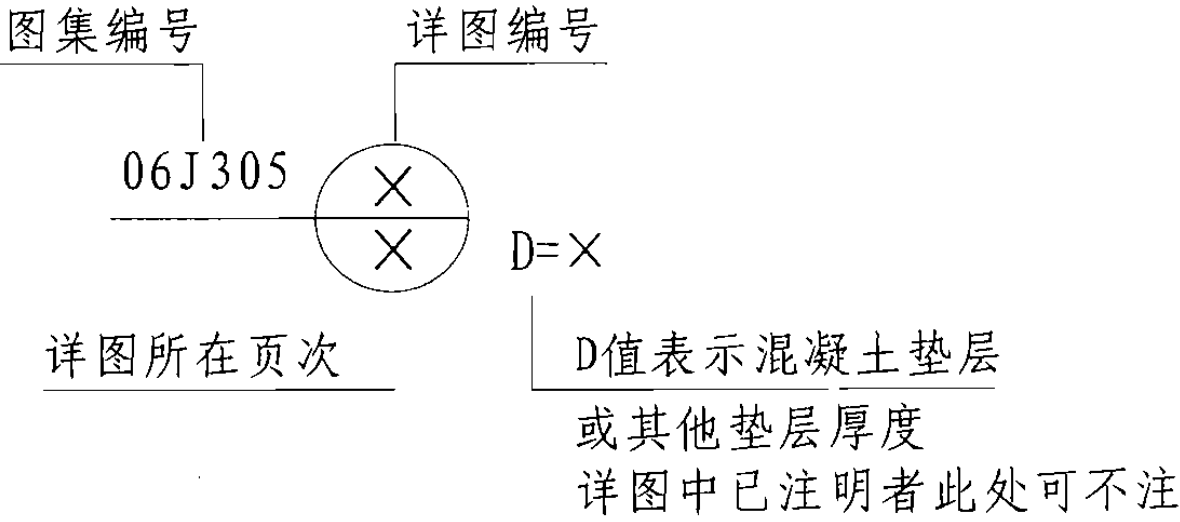 图集编号
详图编号
06J305
×
×
D=×
详图所在页次
D值表示混凝土垫层
或其他垫层厚度
详图中已注明者此处可不注